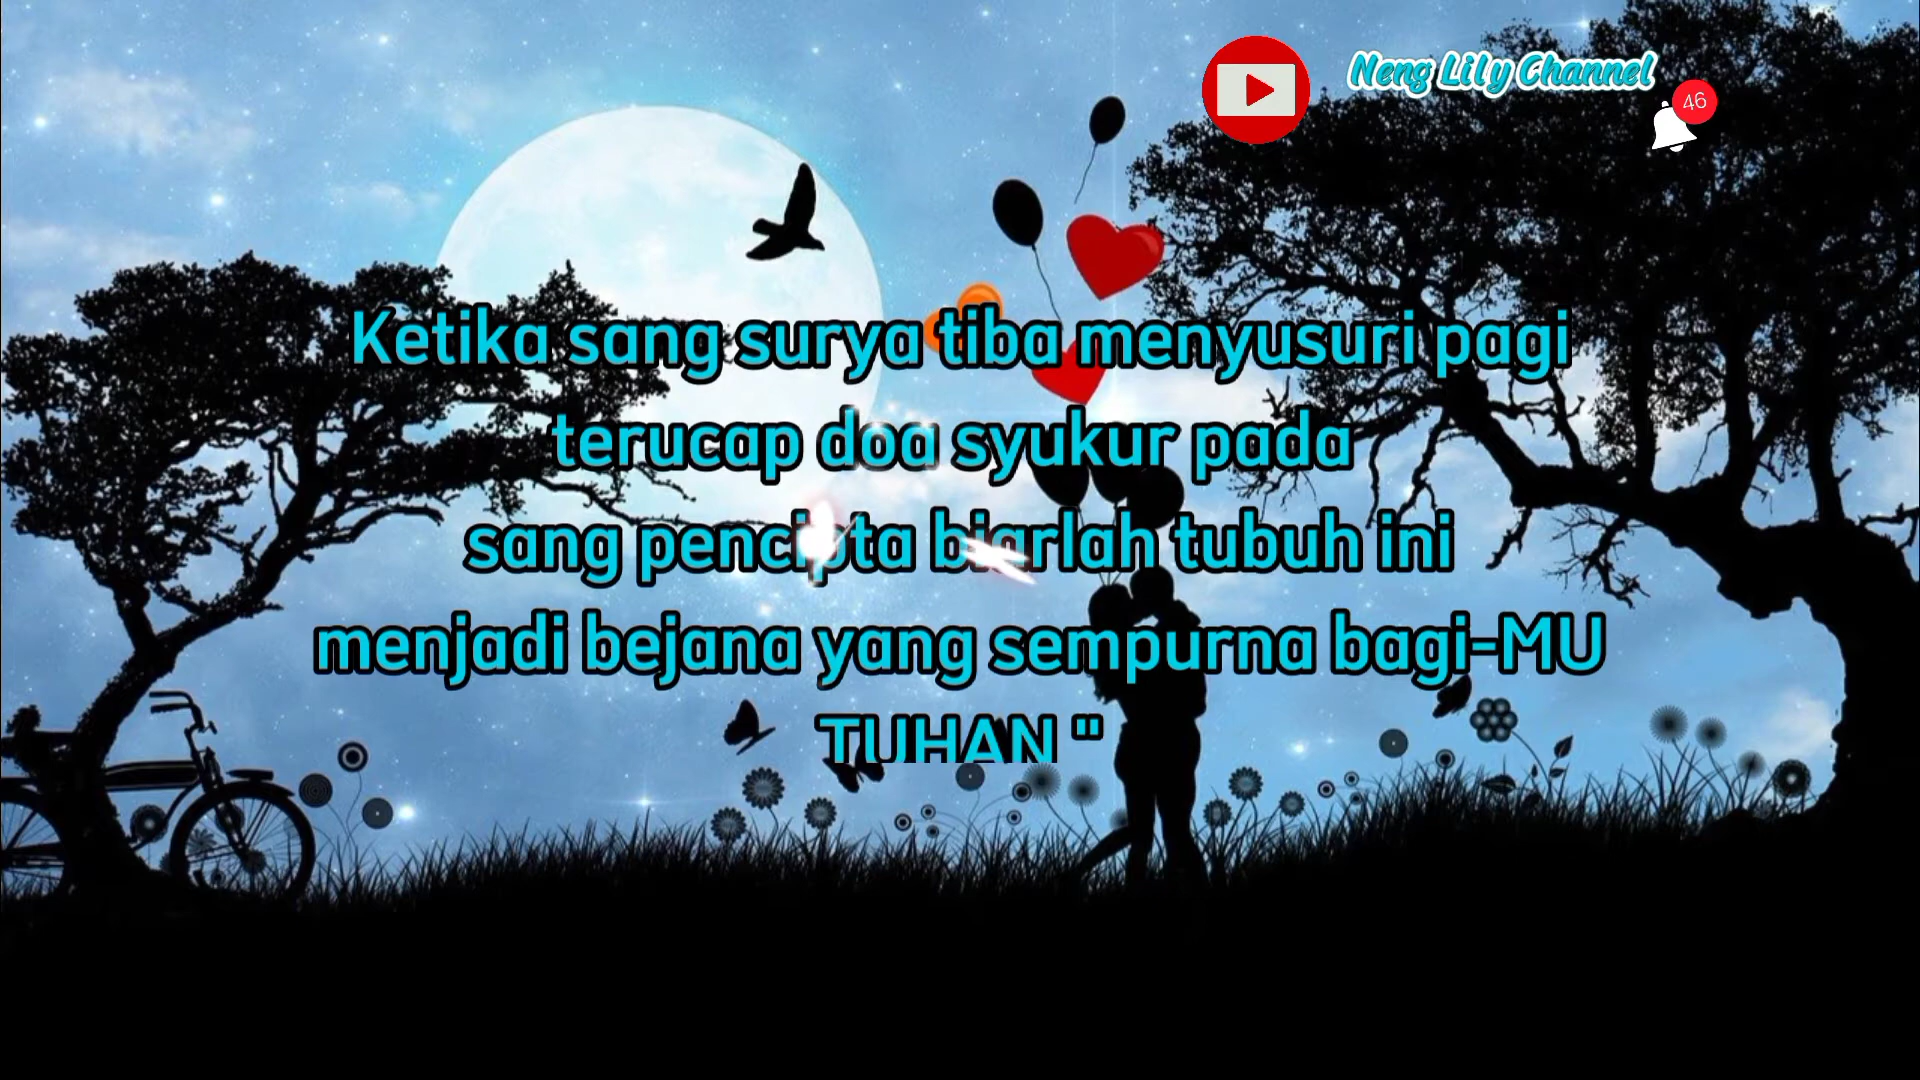 Neng Lily Channel
46
Ketika sang surya tiba menyusuri pagi
terucap doa syukur pada
sang pencipta biarlah tubuh ini
menjadi bejana yang sempurna bagi-MU
TUHAN "